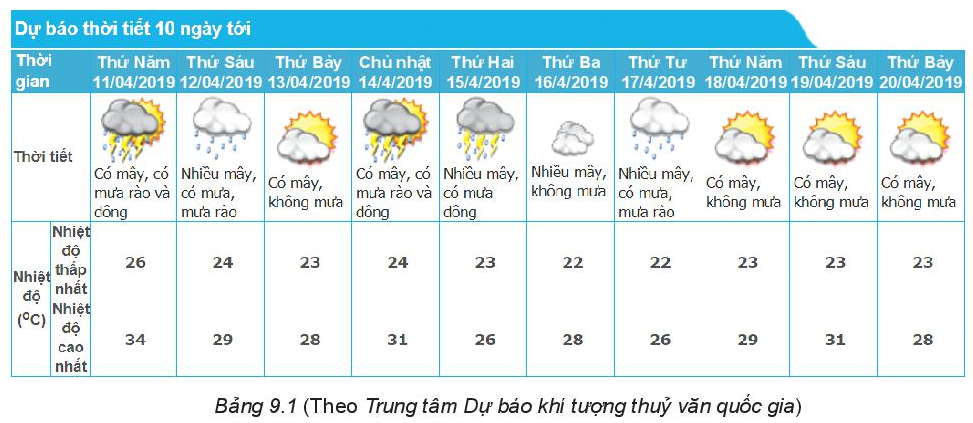 Dự báo thời tiết 10 ngày tới
Thời gian
Thứ Năm 11/04/2019
Thứ Sáu 12/04/2019
Thứ Bảy 13/04/2019
Chủ nhật 14/4/2019
Thứ Hai 15/4/2019
Thứ Ba 16/4/2019
Thứ Tư 17/4/2019
Thứ Năm 18/04/2019
Thứ Sáu 19/04/2019
Thứ Bảy 20/04/2019
Thời tiết
Có mây, có mưa rào và dông
Nhiều mây, có mưa, mưa rào
Có mây, không mưa
Có mây, có mưa rào và dông
Nhiều mây, có mưa dông
Nhiều mây, không mưa
Nhiều mây, có mưa, mưa rào
Có mây, không mưa
Có mây, không mưa
Có mây, không mưa
Nhiệt độ (⁰C)
Nhiệt độ thấp nhất
26 24 23 24 23 22 22 23 23 23
Nhiệt độ cao nhất
34 29 28 31 26 28 26 29 31 28
Bảng 9.1 (Theo Trung tâm Dự báo khí tượng thuỷ văn quốc gia)